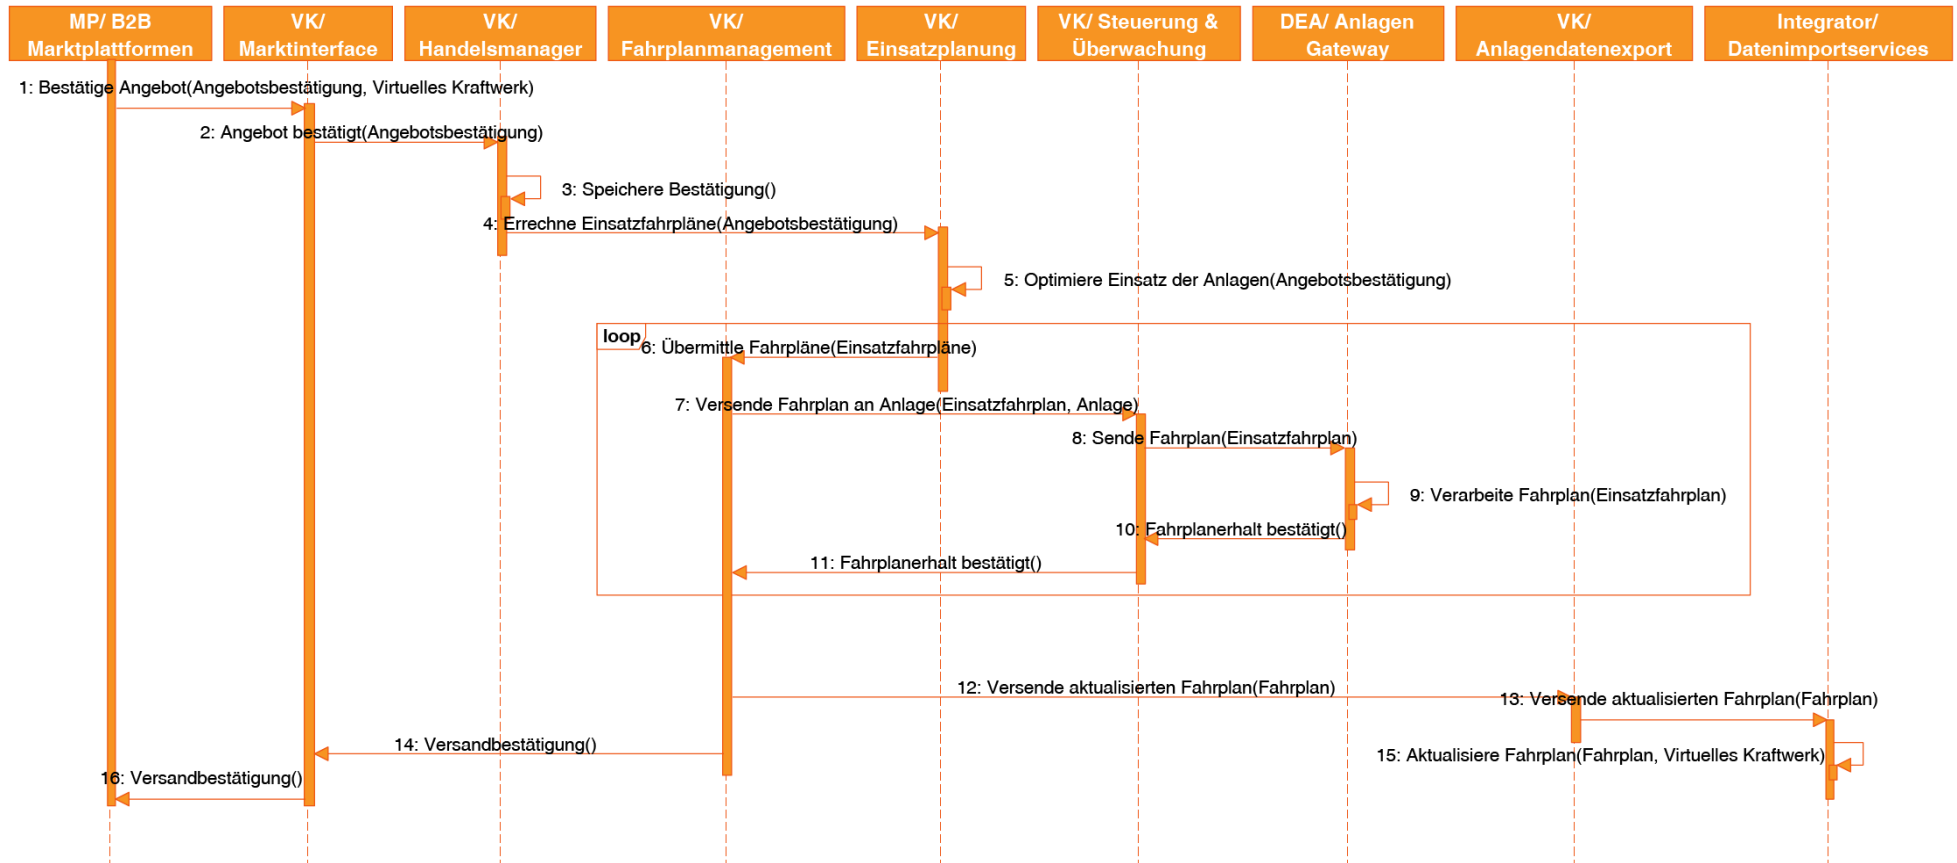 MP/ B2B
Marktplattformen
VK/
Marktinterface
VK/
Handelsmanager
VK/
Fahrplanmanagement
VK/
Einsatzplanung
VK/ Steuerung &
Überwachung
DEA/ Anlagen
Gateway
VK/
Anlagendatenexport
Integrator/
Datenimportservices
1: Bestätige Angebot(Angebotsbestätigung, Virtuelles Kraftwerk)
2: Angebot bestätigt(Angebotsbestätigung)
3: Speichere Bestätigung()
4: Errechne Einsatzfahrpläne(Angebotsbestätigung)
5: Optimiere Einsatz der Anlagen(Angebotsbestätigung)
loop
6: Übermittle Fahrpläne(Einsatzfahrpläne)
7: Versende Fahrplan an Anlage(Einsatzfahrplan, Anlage)
8: Sende Fahrplan(Einsatzfahrplan)
9: Verarbeite Fahrplan(Einsatzfahrplan)
10: Fahrplanerhalt bestätigt()
11: Fahrplanerhalt bestätigt()
12: Versende aktualisierten Fahrplan(Fahrplan)
13: Versende aktualisierten Fahrplan(Fahrplan)
14: Versandbestätigung()
15: Aktualisiere Fahrplan(Fahrplan, Virtuelles Kraftwerk)
16: Versandbestätigung()